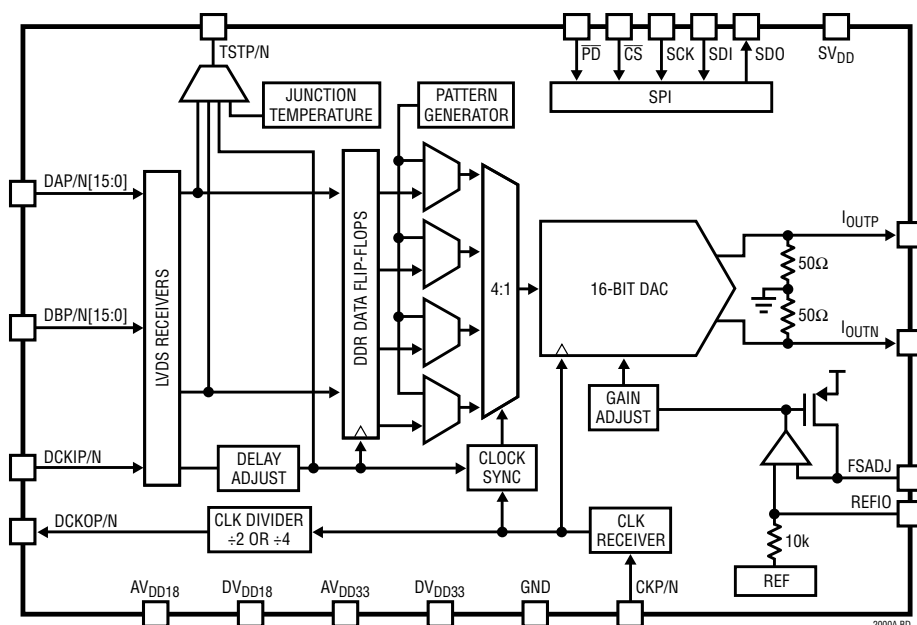 TSTP/N
PD
CS
SCK
SDI
SDO
SVDD
JUNCTION
TEMPERATURE
PATTERN
GENERATOR
SPI
DAP/N[15:0]
DBP/N[15:0]
LVDS RECEIVERS
DDR DATA FLIP-FLOPS
4:1
16-BIT DAC
IOUTP
50Ω
50Ω
IOUTN
GAIN
ADJUST
DCKIP/N
DELAY
ADJUST
CLOCK
SYNC
FSADJ
REFIO
DCKOP/N
CLK DIVIDER
÷2 OR ÷4
CLK
RECEIVER
10k
REF
AVDD18
DVDD18
AVDD33
DVDD33
GND
CKP/N
2000A BD